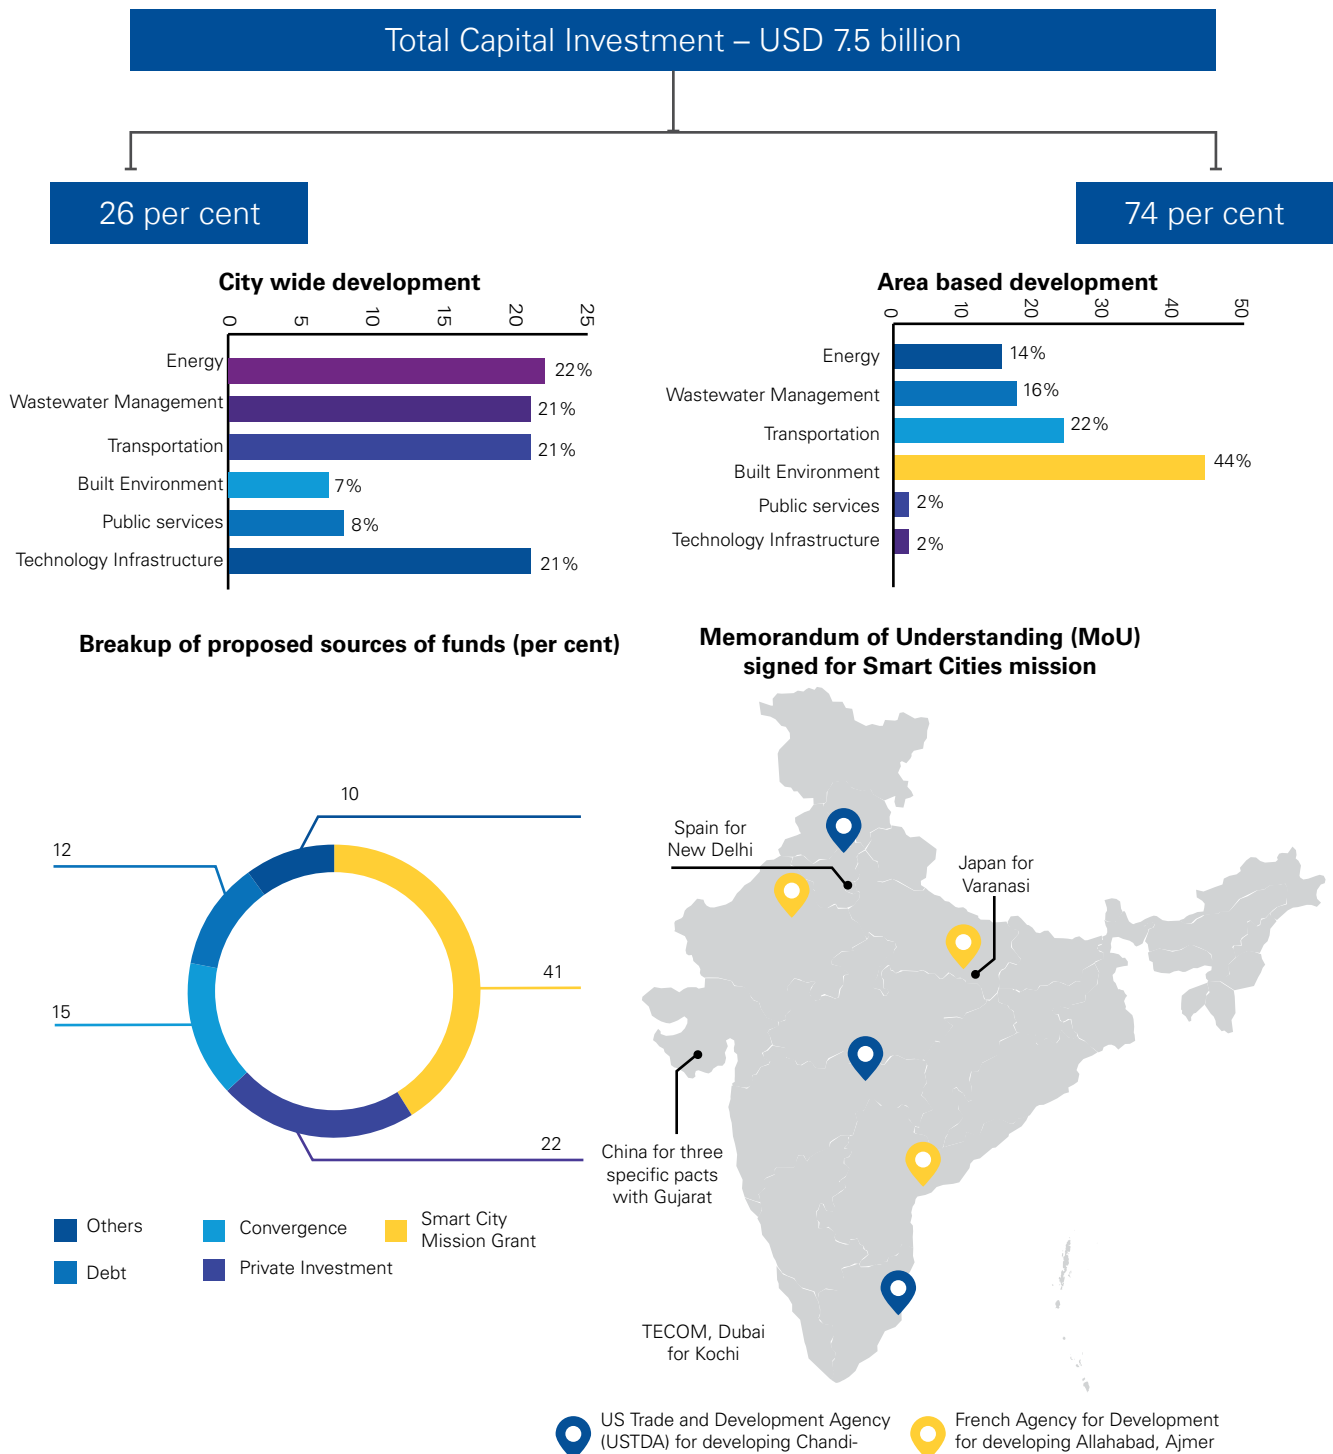 Total Capital Investment – USD 7.5 billion
26 per cent
74 per cent
City wide development
0
5
10
15
20
25
Energy
22%
Wastewater Management
21%
Transportation
21%
Built Environment
7%
Public services
8%
Technology Infrastructure
21%
Area based development
0
10
20
30
40
50
Energy
14%
Wastewater Management
16%
Transportation
22%
Built Environment
44%
Public services
2%
Technology Infrastructure
2%
Breakup of proposed sources of funds (per cent)
10
12
41
15
22
Others
Convergence
Smart City
Mission Grant
Debt
Private Investment
Memorandum of Understanding (MoU)
signed for Smart Cities mission
Spain for
New Delhi
Japan for
Varanasi
China for three
specific pacts
with Gujarat
TECOM, Dubai
for Kochi
US Trade and Development Agency
(USTDA) for developing Chandi-
French Agency for Development
for developing Allahabad, Ajmer